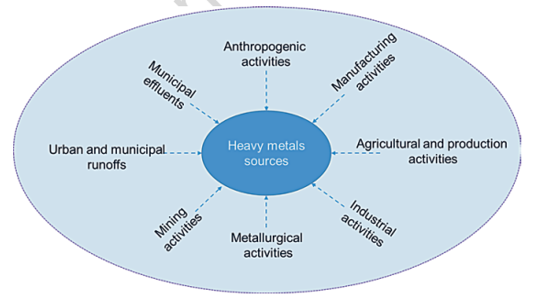 Anthropogenic
activities
Manufacturing
activities
Municipal
effluents
Heavy metals
sources
Urban and municipal
runoffs
Agricultural and production
activities
Mining
activities
Metallurgical
activities
Industrial
activities